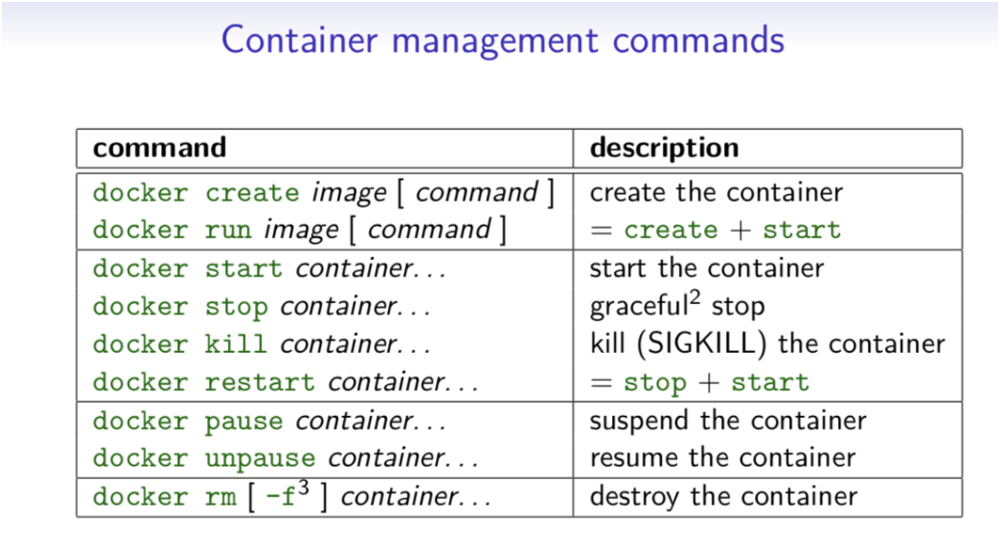 Container management commands
command description
docker create image [ command ] create the container
docker run image [ command ] = create + start
docker start container... start the container
docker stop container... graceful² stop
docker kill container... kill (SIGKILL) the container
docker restart container... = stop + start
docker pause container... suspend the container
docker unpause container... resume the container
docker rm [ -f³ ] container... destroy the container